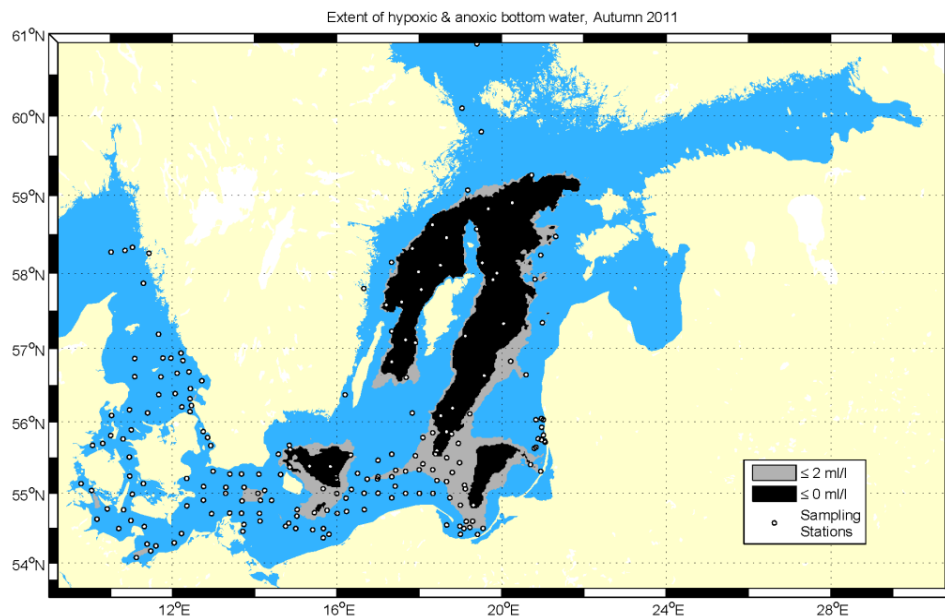 Extent of hypoxic & anoxic bottom water, Autumn 2011
61°N
60°N
59°N
58°N
57°N
56°N
55°N
54°N
≤ 2 ml/l
≤ 0 ml/l
Sampling
Stations
12°E
16°E
20°E
24°E
28°E